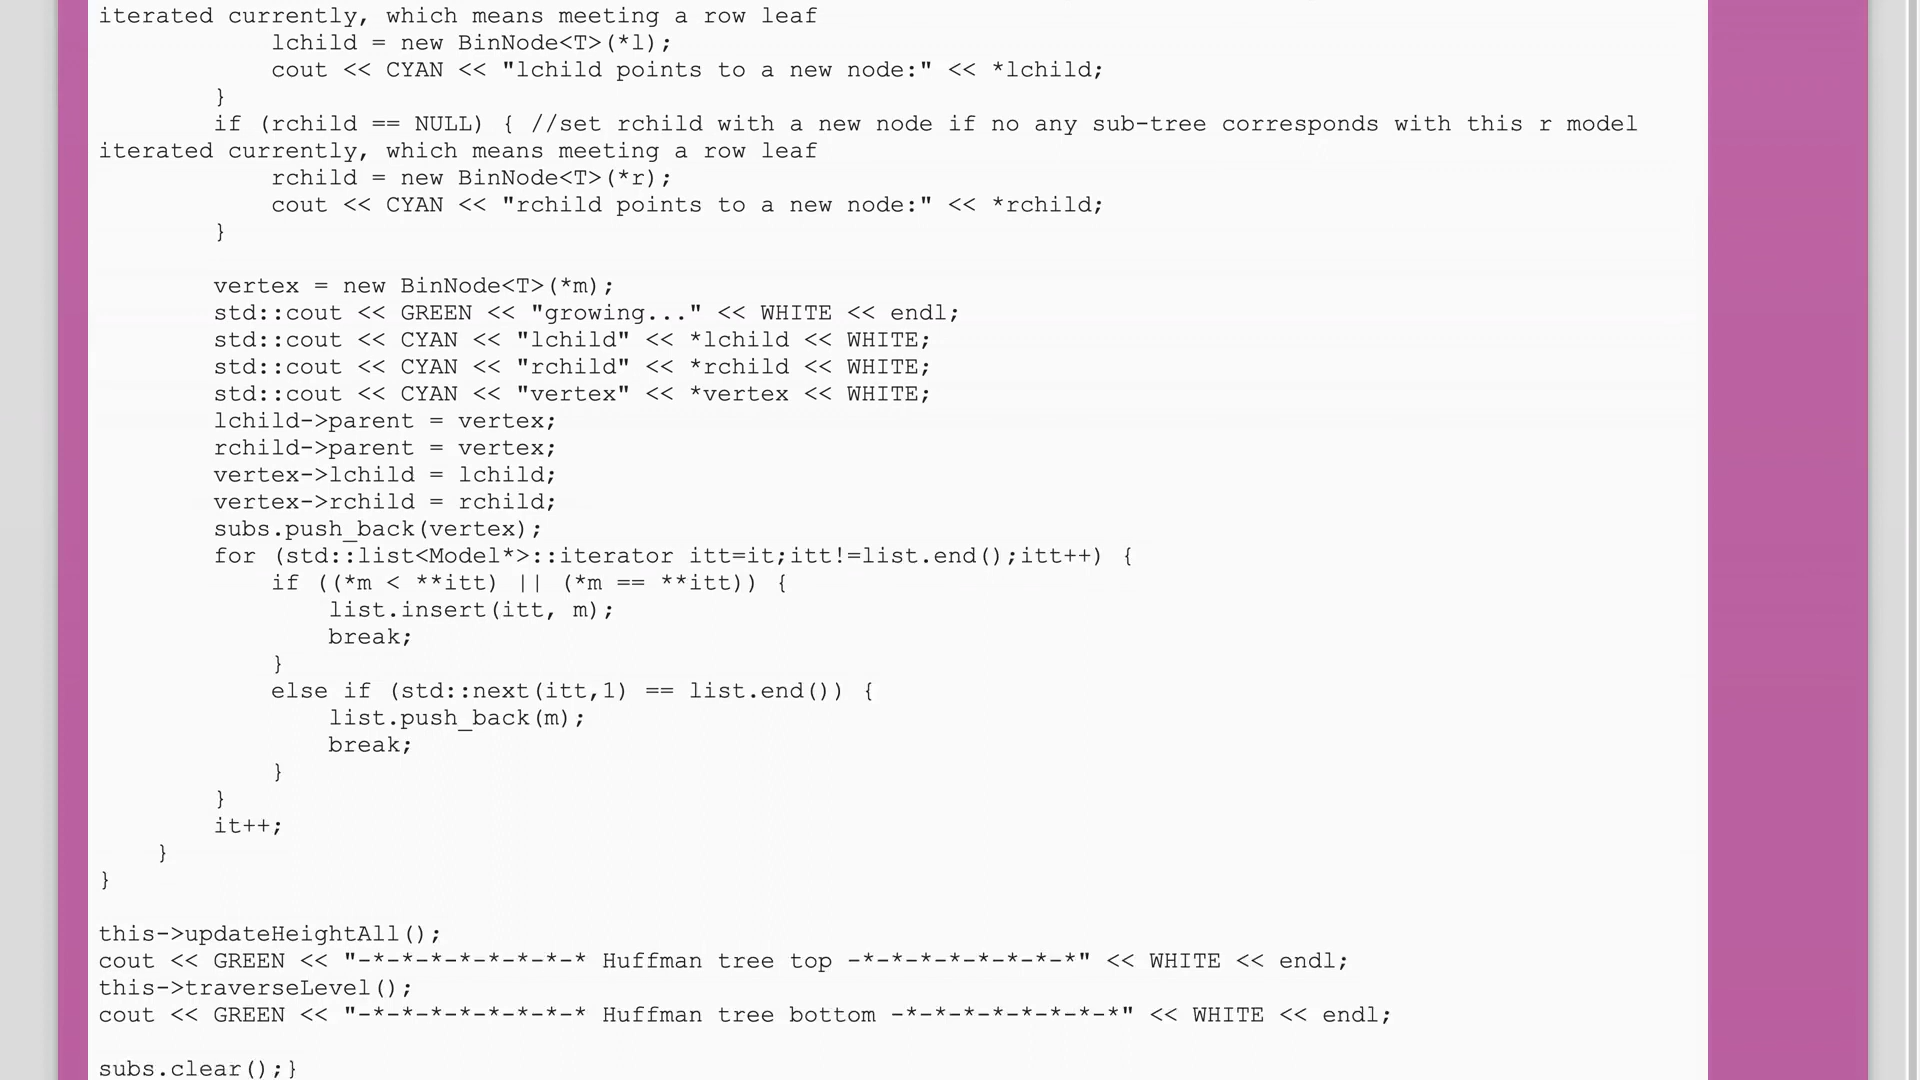 iterated currently, which means meeting a row leaf
            lchild = new BinNode<T>(*l);
            cout << CYAN << "lchild points to a new node:" << *lchild;
        }
        if (rchild == NULL) { //set rchild with a new node if no any sub-tree corresponds with this r model
iterated currently, which means meeting a row leaf
            rchild = new BinNode<T>(*r);
            cout << CYAN << "rchild points to a new node:" << *rchild;
        }

        vertex = new BinNode<T>(*m);
        std::cout << GREEN << "growing..." << WHITE << endl;
        std::cout << CYAN << "lchild" << *lchild << WHITE;
        std::cout << CYAN << "rchild" << *rchild << WHITE;
        std::cout << CYAN << "vertex" << *vertex << WHITE;
        lchild->parent = vertex;
        rchild->parent = vertex;
        vertex->lchild = lchild;
        vertex->rchild = rchild;
        subs.push_back(vertex);
        for (std::list<Model*>::iterator itt=it;itt!=list.end();itt++) {
            if ((*m < **itt) || (*m == **itt)) {
                list.insert(itt, m);
                break;
            }
            else if (std::next(itt,1) == list.end()) {
                list.push_back(m);
                break;
            }
        }
        it++;
    }
}

this->updateHeightAll();
cout << GREEN << "-*-*-*-*-*-*-*-* Huffman tree top -*-*-*-*-*-*-*-*" << WHITE << endl;
this->traverseLevel();
cout << GREEN << "-*-*-*-*-*-*-*-* Huffman tree bottom -*-*-*-*-*-*-*-*" << WHITE << endl;

subs.clear();}